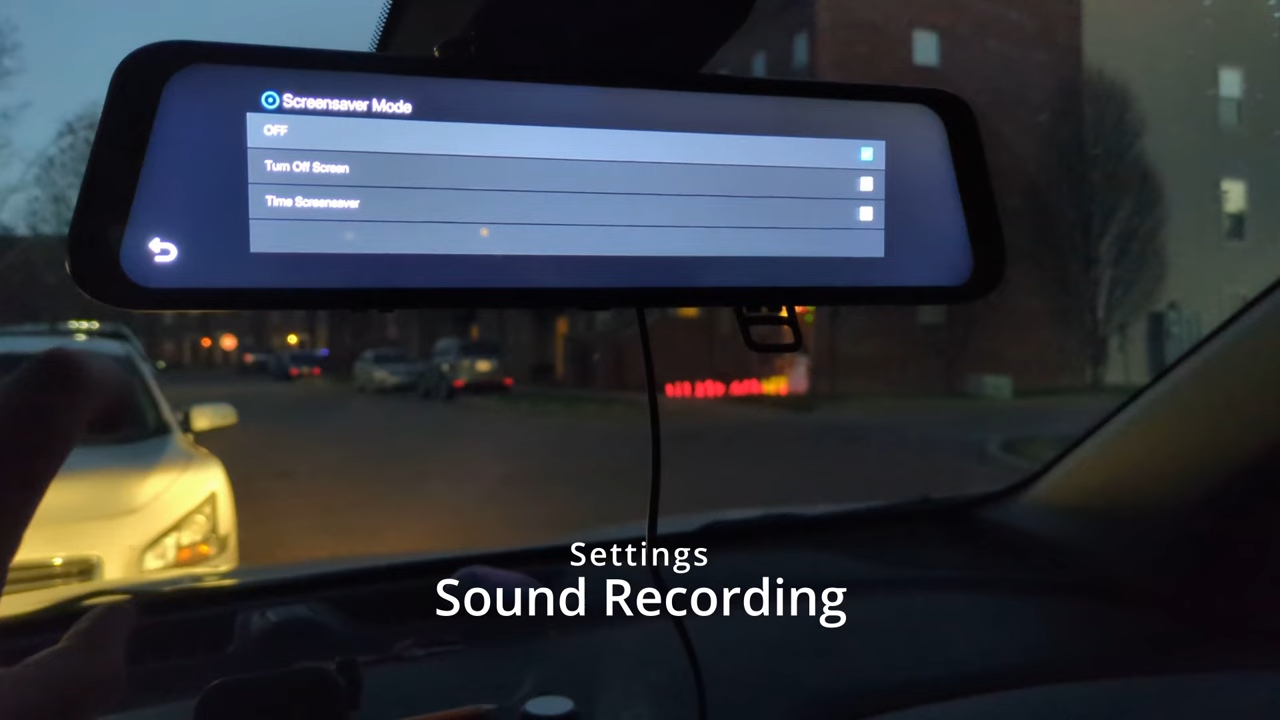 Screensaver Mode
OFF
Turn Off Screen
Time Screensaver
Settings
Sound Recording